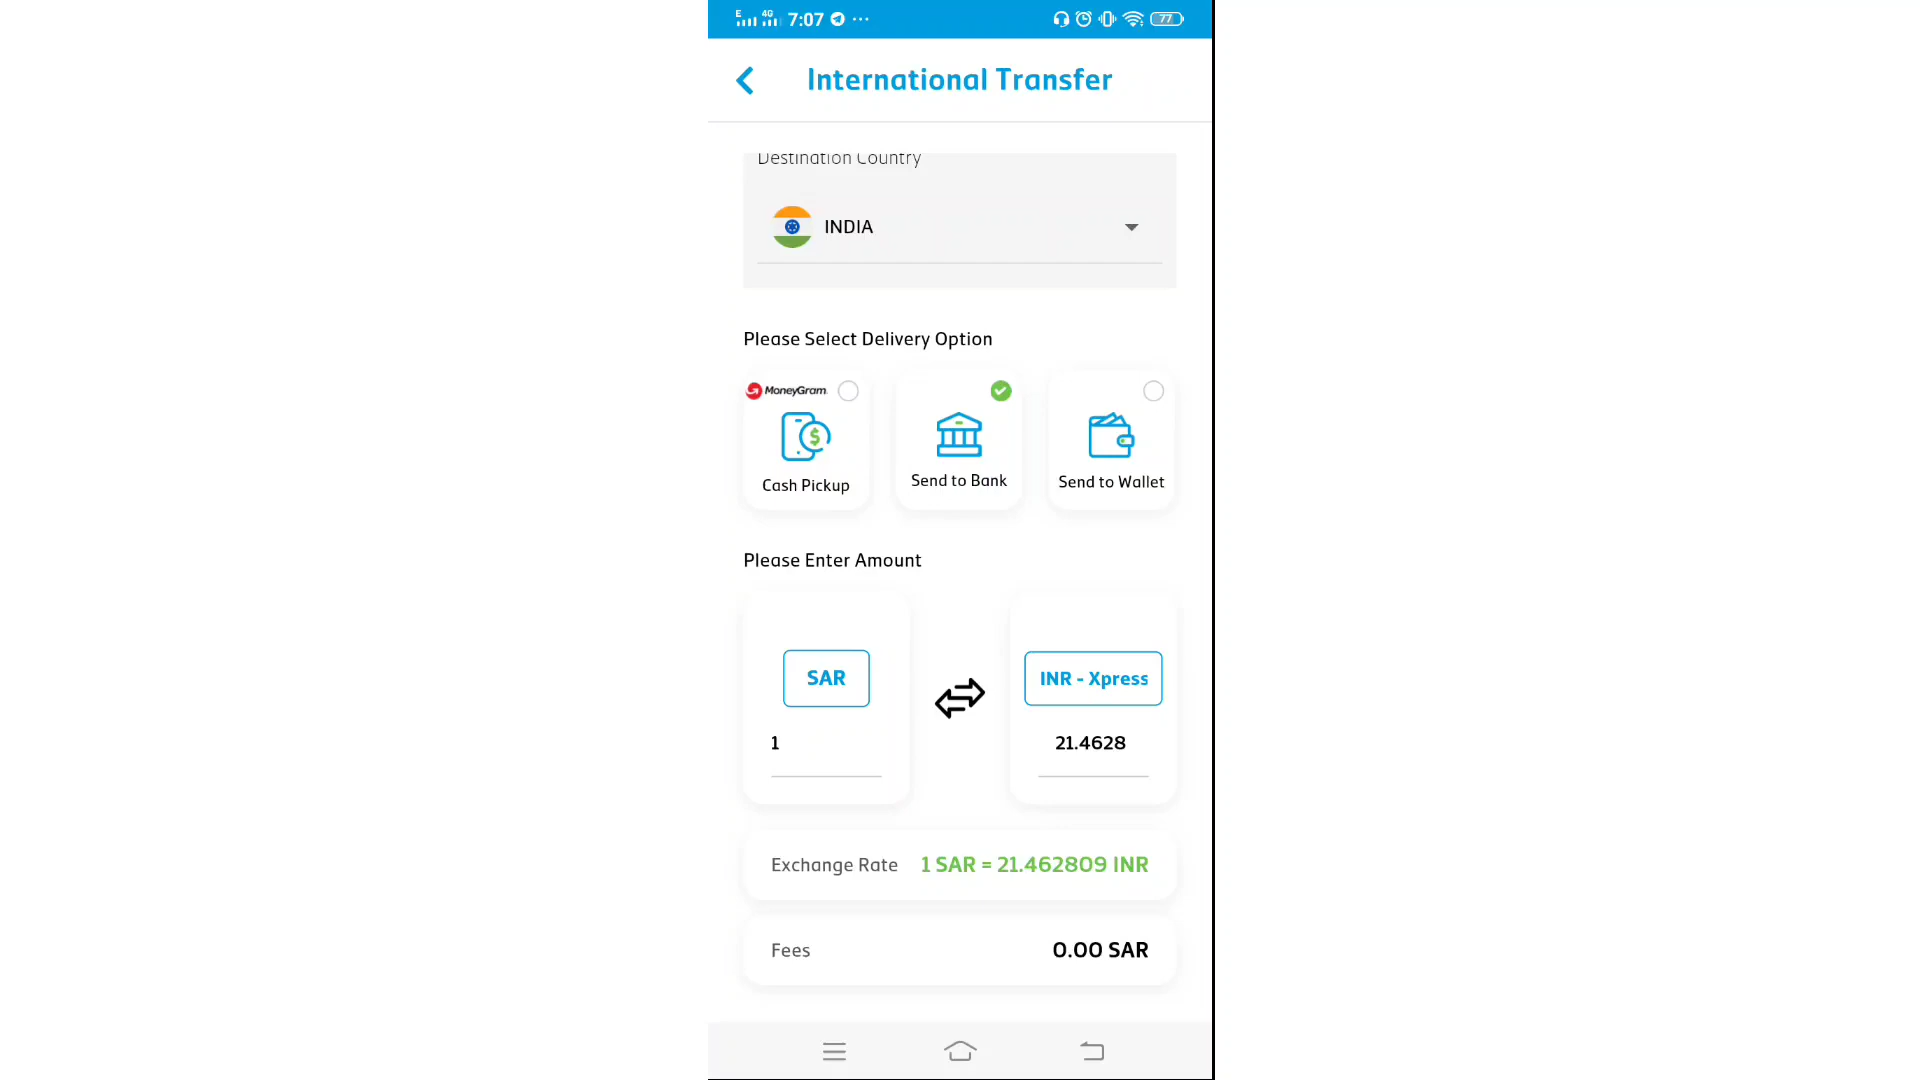 E 4G 7:07 ... 77
International Transfer
Destination Country
INDIA
Please Select Delivery Option
MoneyGram
Cash Pickup
Send to Bank
Send to Wallet
Please Enter Amount
SAR
INR - Xpress
1
21.4628
Exchange Rate 1 SAR = 21.462809 INR
Fees 0.00 SAR